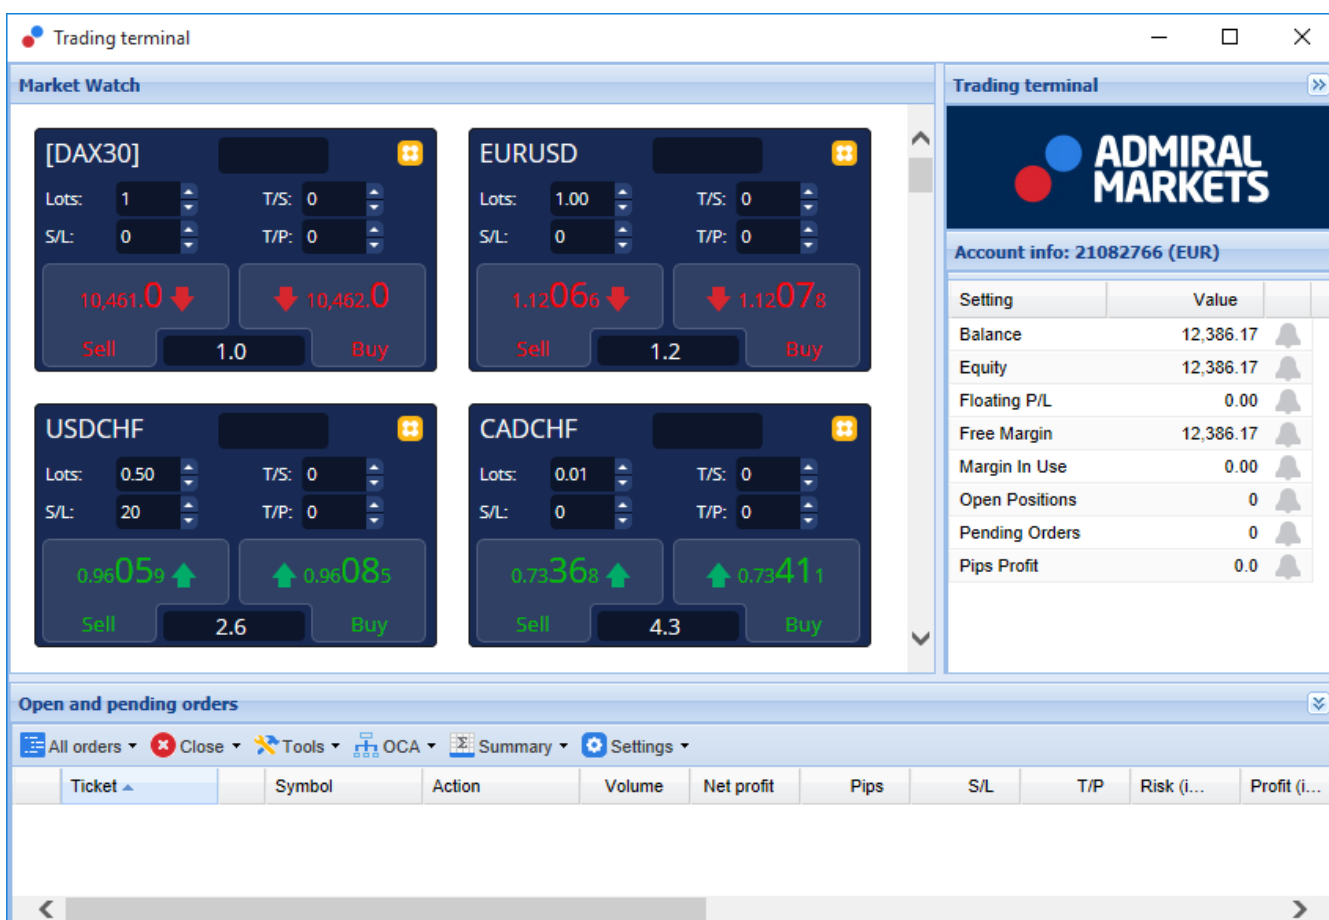 Trading terminal
Market Watch
[DAX30]
Lots: 1 T/S: 0
S/L: 0 T/P: 0
10,461.0 10,462.0
Sell 1.0 Buy
EURUSD
Lots: 1.00 T/S: 0
S/L: 0 T/P: 0
1.12066 1.12078
Sell 1.2 Buy
USDCHF
Lots: 0.50 T/S: 0
S/L: 20 T/P: 0
0.96059 0.96085
Sell 2.6 Buy
CADCHF
Lots: 0.01 T/S: 0
S/L: 0 T/P: 0
0.73368 0.73411
Sell 4.3 Buy
Trading terminal
ADMIRAL
MARKETS
Account info: 21082766 (EUR)
Setting Value
Balance 12,386.17
Equity 12,386.17
Floating P/L 0.00
Free Margin 12,386.17
Margin In Use 0.00
Open Positions 0
Pending Orders 0
Pips Profit 0.0
Open and pending orders
All orders Close Tools OCA Summary Settings
Ticket Symbol Action Volume Net profit Pips S/L T/P Risk (i... Profit (i...